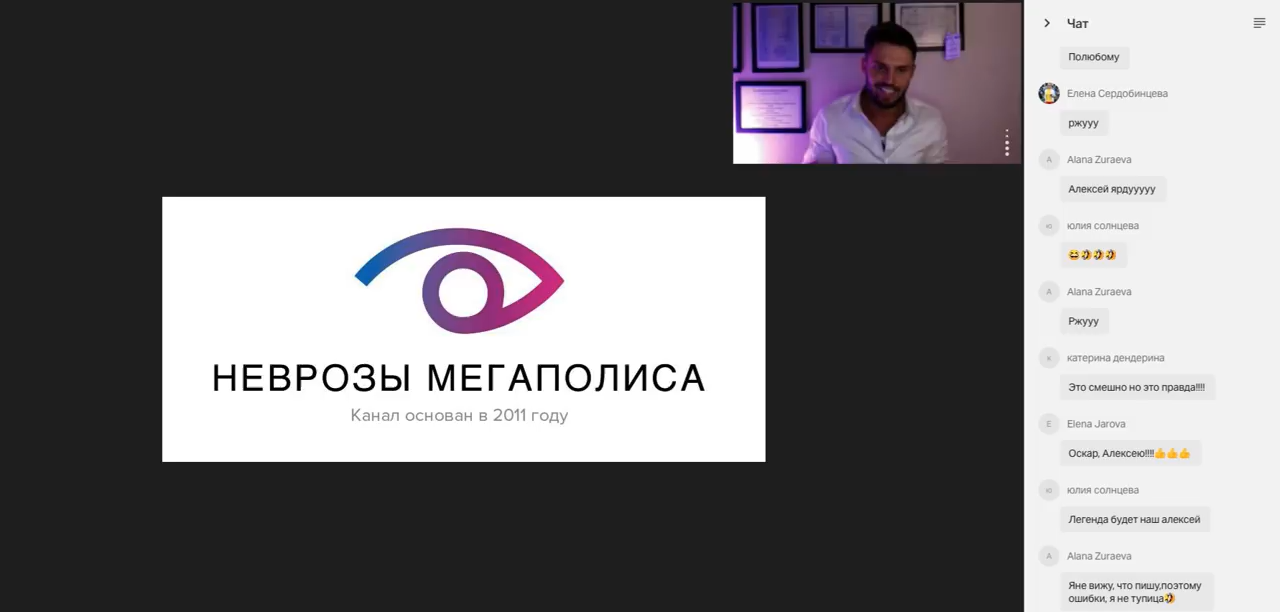 НЕВРОЗЫ МЕГАПОЛИСА
Канал основан в 2011 году
Чат
Полюбому
Елена Сердобинцева
ржууу
A
Alana Zuraeva
Алексей ярдууууу
Ю
юлия солнцева
😆🤣🤣🤣
A
Alana Zuraeva
Ржууу
К
катерина дендерина
Это смешно но это правда!!!!
E
Elena Jarova
Оскар, Алексею!!!!👍👍👍
Ю
юлия солнцева
Легенда будет наш алексей
A
Alana Zuraeva
Яне вижу, что пишу,поэтому
ошибки, я не тупица🤣